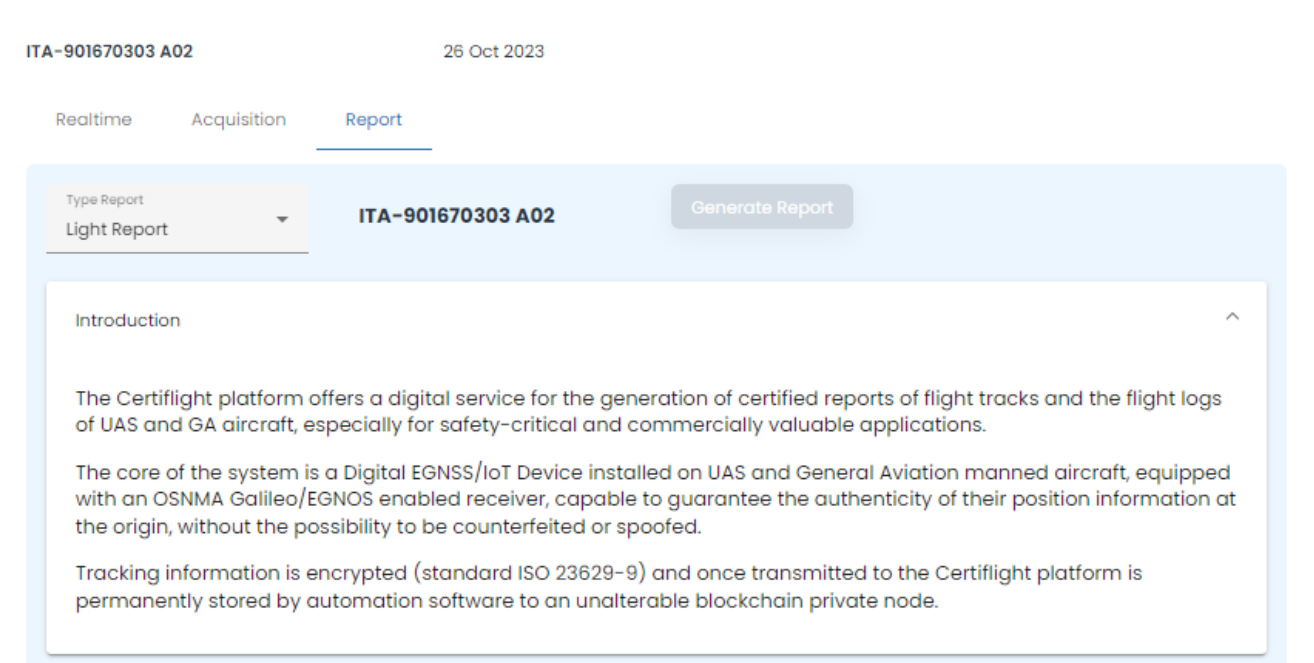 ITA-901670303 A02 26 Oct 2023
Realtime Acquisition Report
Type Report
Light Report
ITA-901670303 A02
Generate Report
Introduction
The Certiflight platform offers a digital service for the generation of certified reports of flight tracks and the flight logs
of UAS and GA aircraft, especially for safety-critical and commercially valuable applications.
The core of the system is a Digital EGNSS/IoT Device installed on UAS and General Aviation manned aircraft, equipped
with an OSNMA Galileo/EGNOS enabled receiver, capable to guarantee the authenticity of their position information at
the origin, without the possibility to be counterfeited or spoofed.
Tracking information is encrypted (standard ISO 23629-9) and once transmitted to the Certiflight platform is
permanently stored by automation software to an unalterable blockchain private node.